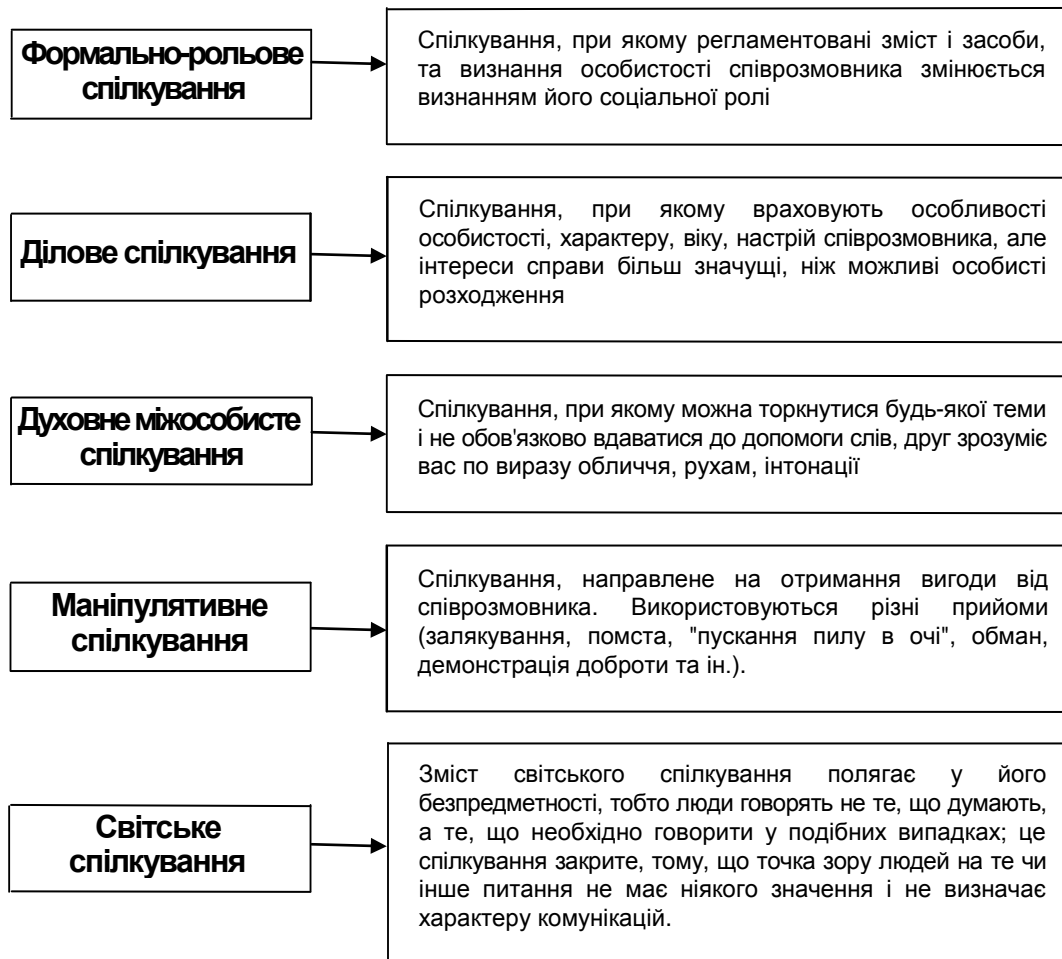 Формально-рольове
спілкування
Спілкування, при якому регламентовані зміст і засоби,
та визнання особистості співрозмовника змінюється
визнанням його соціальної ролі
Ділове спілкування
Спілкування, при якому враховують особливості
особистості, характеру, віку, настрій співрозмовника, але
інтереси справи більш значущі, ніж можливі особисті
розходження
Духовне міжособисте
спілкування
Спілкування, при якому можна торкнутися будь-якої теми
і не обов'язково вдаватися до допомоги слів, друг зрозуміє
вас по виразу обличчя, рухам, інтонації
Маніпулятивне
спілкування
Спілкування, направлене на отримання вигоди від
співрозмовника. Використовуються різні прийоми
(залякування, помста, "пускання пилу в очі", обман,
демонстрація доброти та ін.).
Світське
спілкування
Зміст світського спілкування полягає у його
безпредметності, тобто люди говорять не те, що думають,
а те, що необхідно говорити у подібних випадках; це
спілкування закрите, тому, що точка зору людей на те чи
інше питання не має ніякого значення і не визначає
характеру комунікацій.